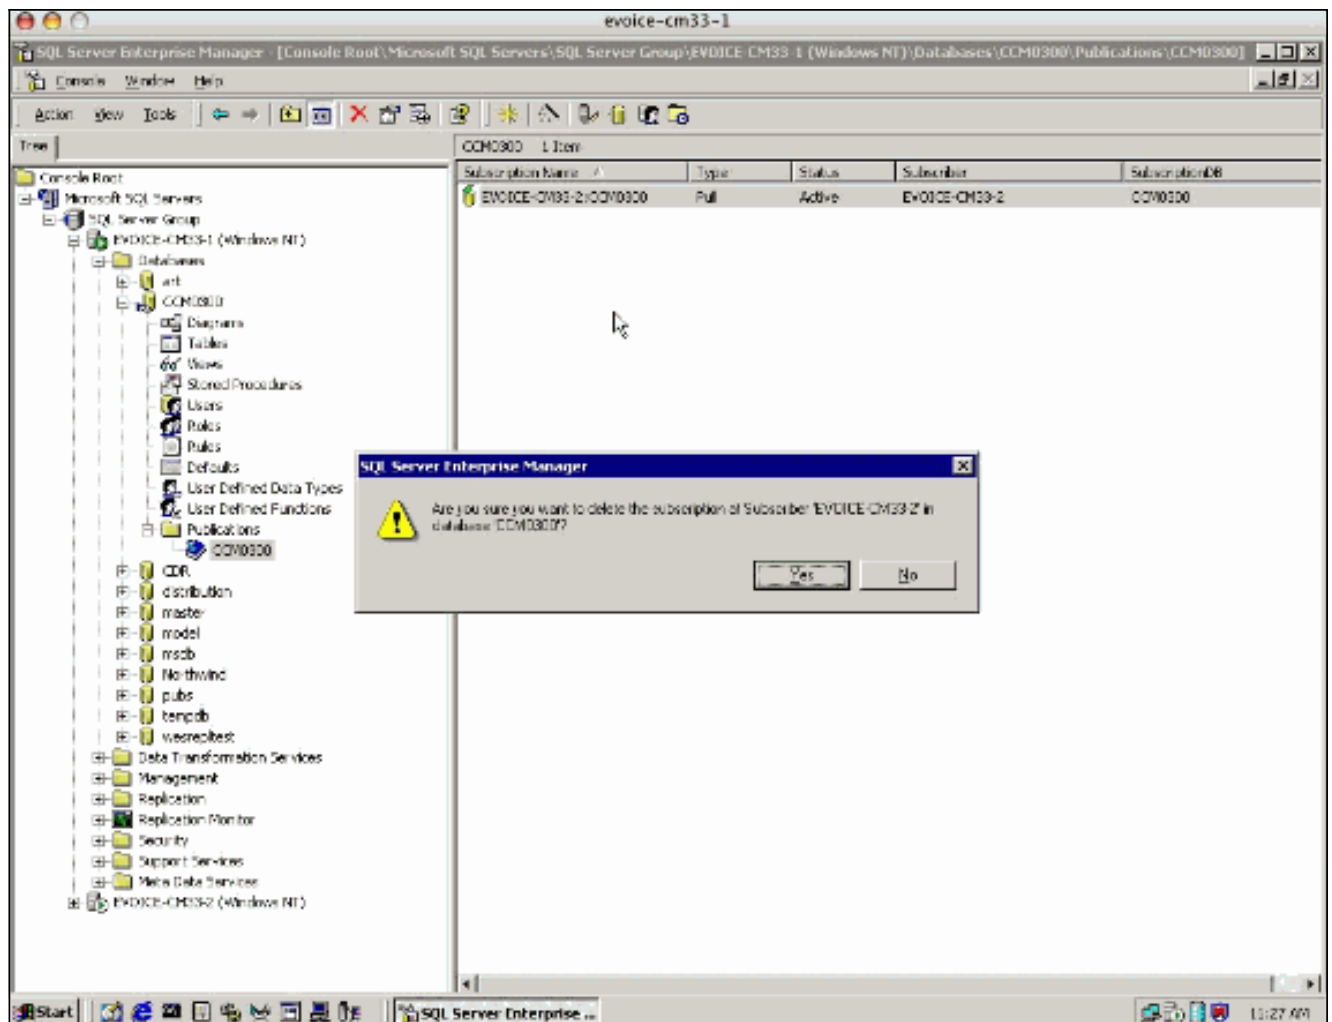 evoice-cm33-1
SQL Server Enterprise Manager - [Console Root\Microsoft SQL Servers\SQL Server Group\EVOICE-CM33-1 (Windows NT)\Databases\CCM0300\Publications\CCM0300]
Console Window Help
Action View Tools
Tree
CCM0300 1 Item
Subscription Name Type Status Subscriber SubscriptionDB
EVOICE-CM33-2:CCM0300 Pull Active EVOICE-CM33-2 CCM0300
Console Root
Microsoft SQL Servers
SQL Server Group
EVOICE-CM33-1 (Windows NT)
Databases
art
CCM0300
Diagrams
Tables
Views
Stored Procedures
Users
Roles
Rules
Defaults
User Defined Data Types
User Defined Functions
Publications
CCM0300
CDR
distribution
master
model
msdb
Northwind
pubs
tempdb
wesrepltest
Data Transformation Services
Management
Replication
Replication Monitor
Security
Support Services
Meta Data Services
EVOICE-CM33-2 (Windows NT)
SQL Server Enterprise Manager
Are you sure you want to delete the subscription at Subscriber 'EVOICE-CM33-2' in
database 'CCM0300'?
Yes No
Start SQL Server Enterprise ... 11:27 AM